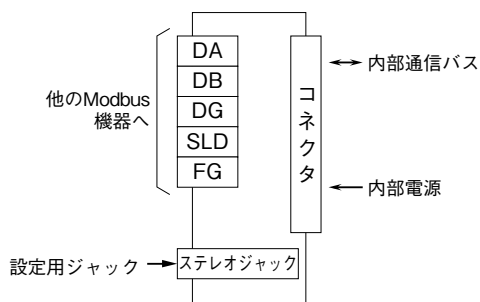 他のModbus
機器へ
DA
DB
DG
SLD
FG
コネクタ
内部通信バス
内部電源
設定用ジャック
ステレオジャック